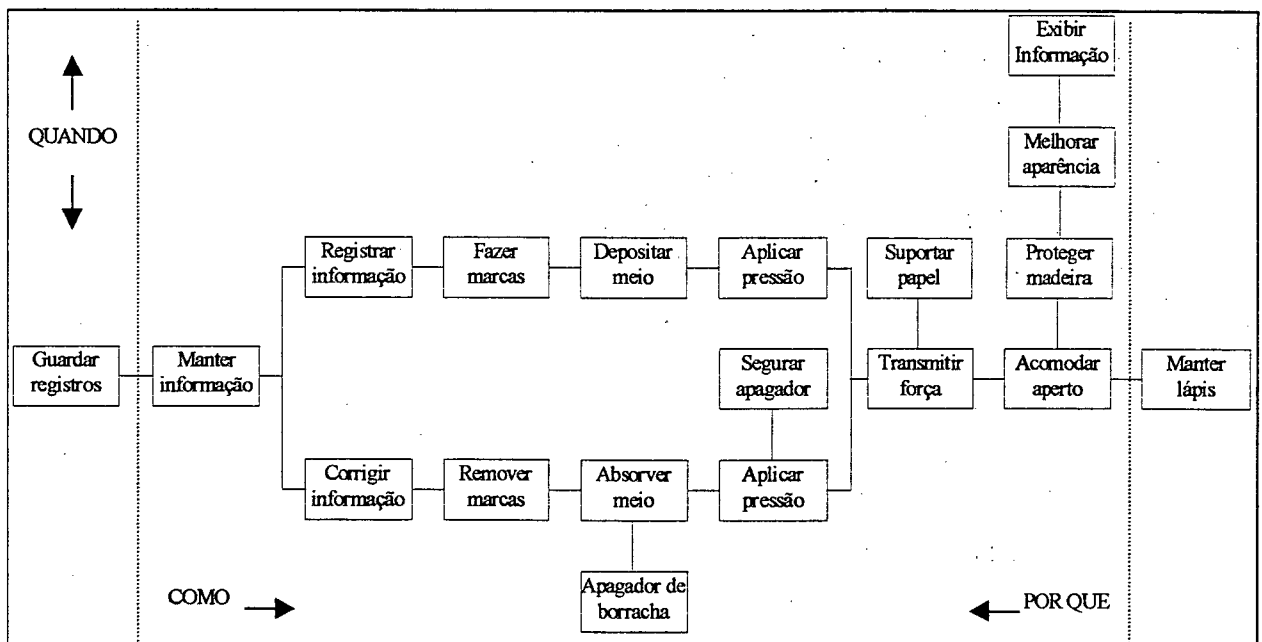 Exibir
Informação
QUANDO
Melhorar
aparência
Registrar
informação
Fazer
marcas
Depositar
meio
Aplicar
pressão
Suportar
papel
Proteger
madeira
Guardar
registros
Manter
informação
Segurar
apagador
Transmitir
força
Acomodar
aperto
Manter
lápis
Corrigir
informação
Remover
marcas
Absorver
meio
Aplicar
pressão
Apagador de
borracha
COMO
POR QUE